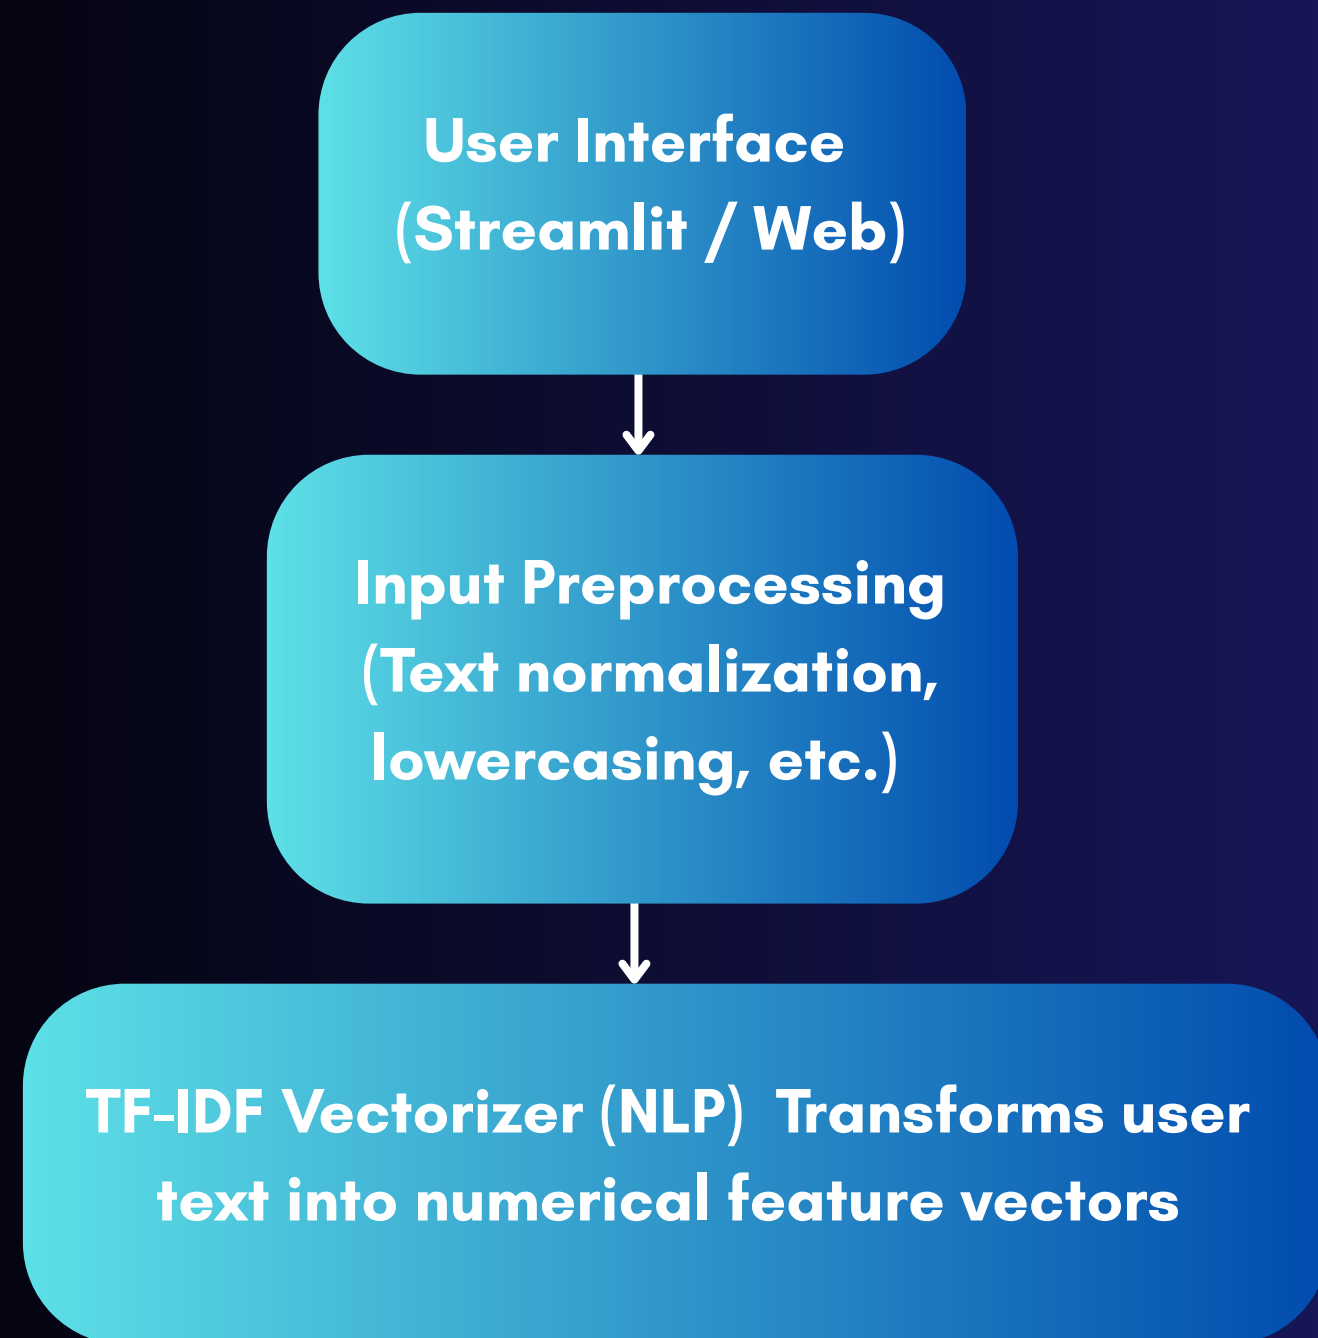 User Interface
(Streamlit / Web)
Input Preprocessing
(Text normalization,
lowercasing, etc.)
TF-IDF Vectorizer (NLP) Transforms user
text into numerical feature vectors